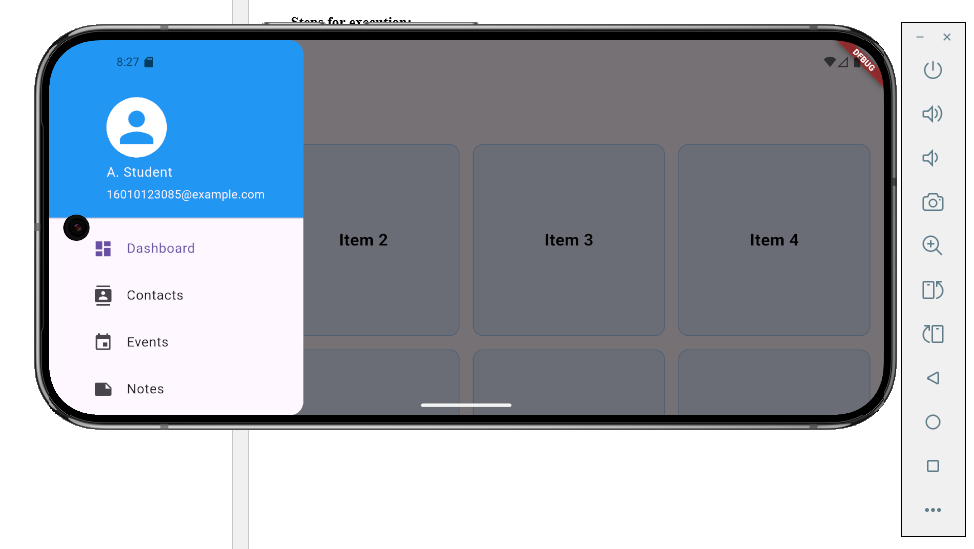 Steps for execution:
8:27
DEBUG
A. Student
16010123085@example.com
Dashboard
Contacts
Events
Notes
Item 2
Item 3
Item 4